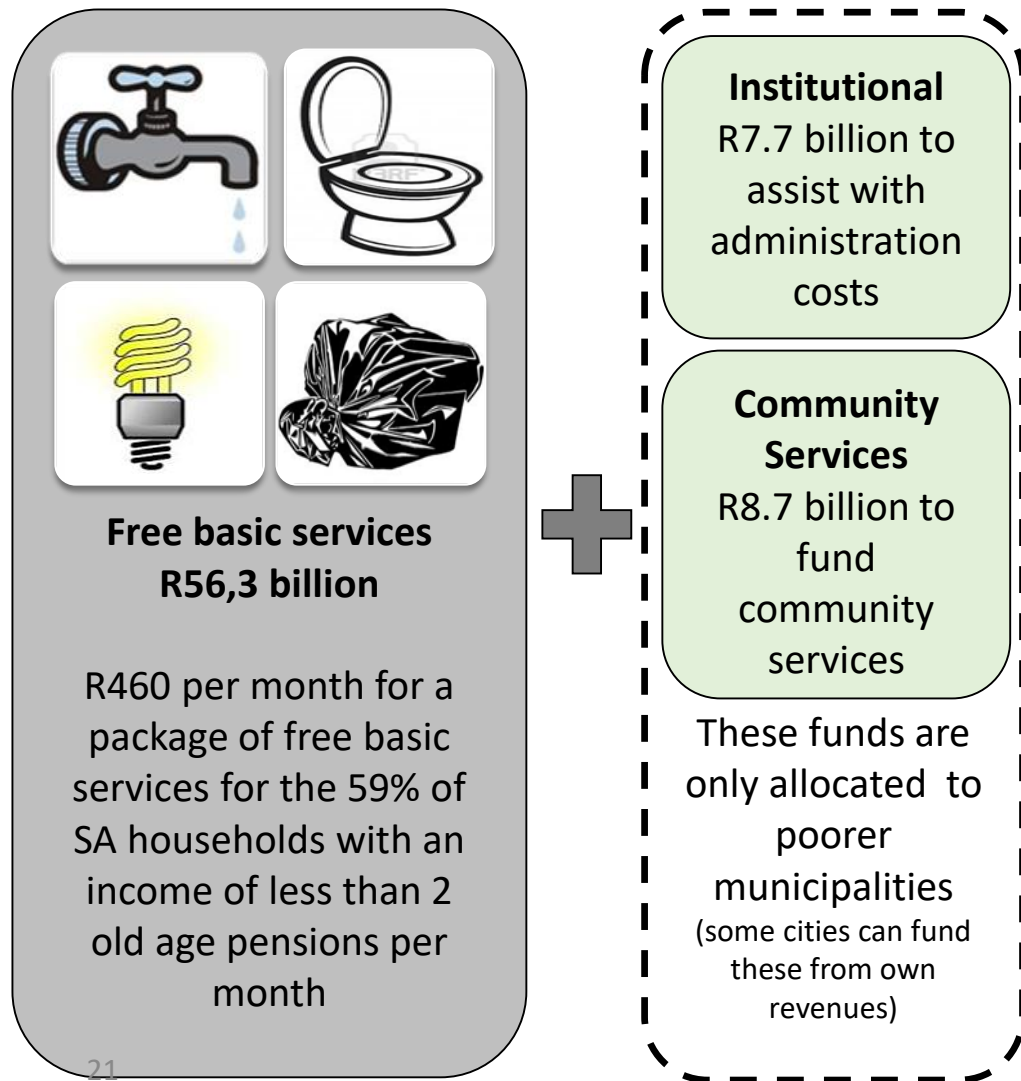 Free basic services
R56,3 billion
R460 per month for a
package of free basic
services for the 59% of
SA households with an
income of less than 2
old age pensions per
month
21
Institutional
R7.7 billion to
assist with
administration
costs
Community
Services
R8.7 billion to
fund
community
services
These funds are
only allocated  to
poorer
municipalities
(some cities can fund
these from own
revenues)